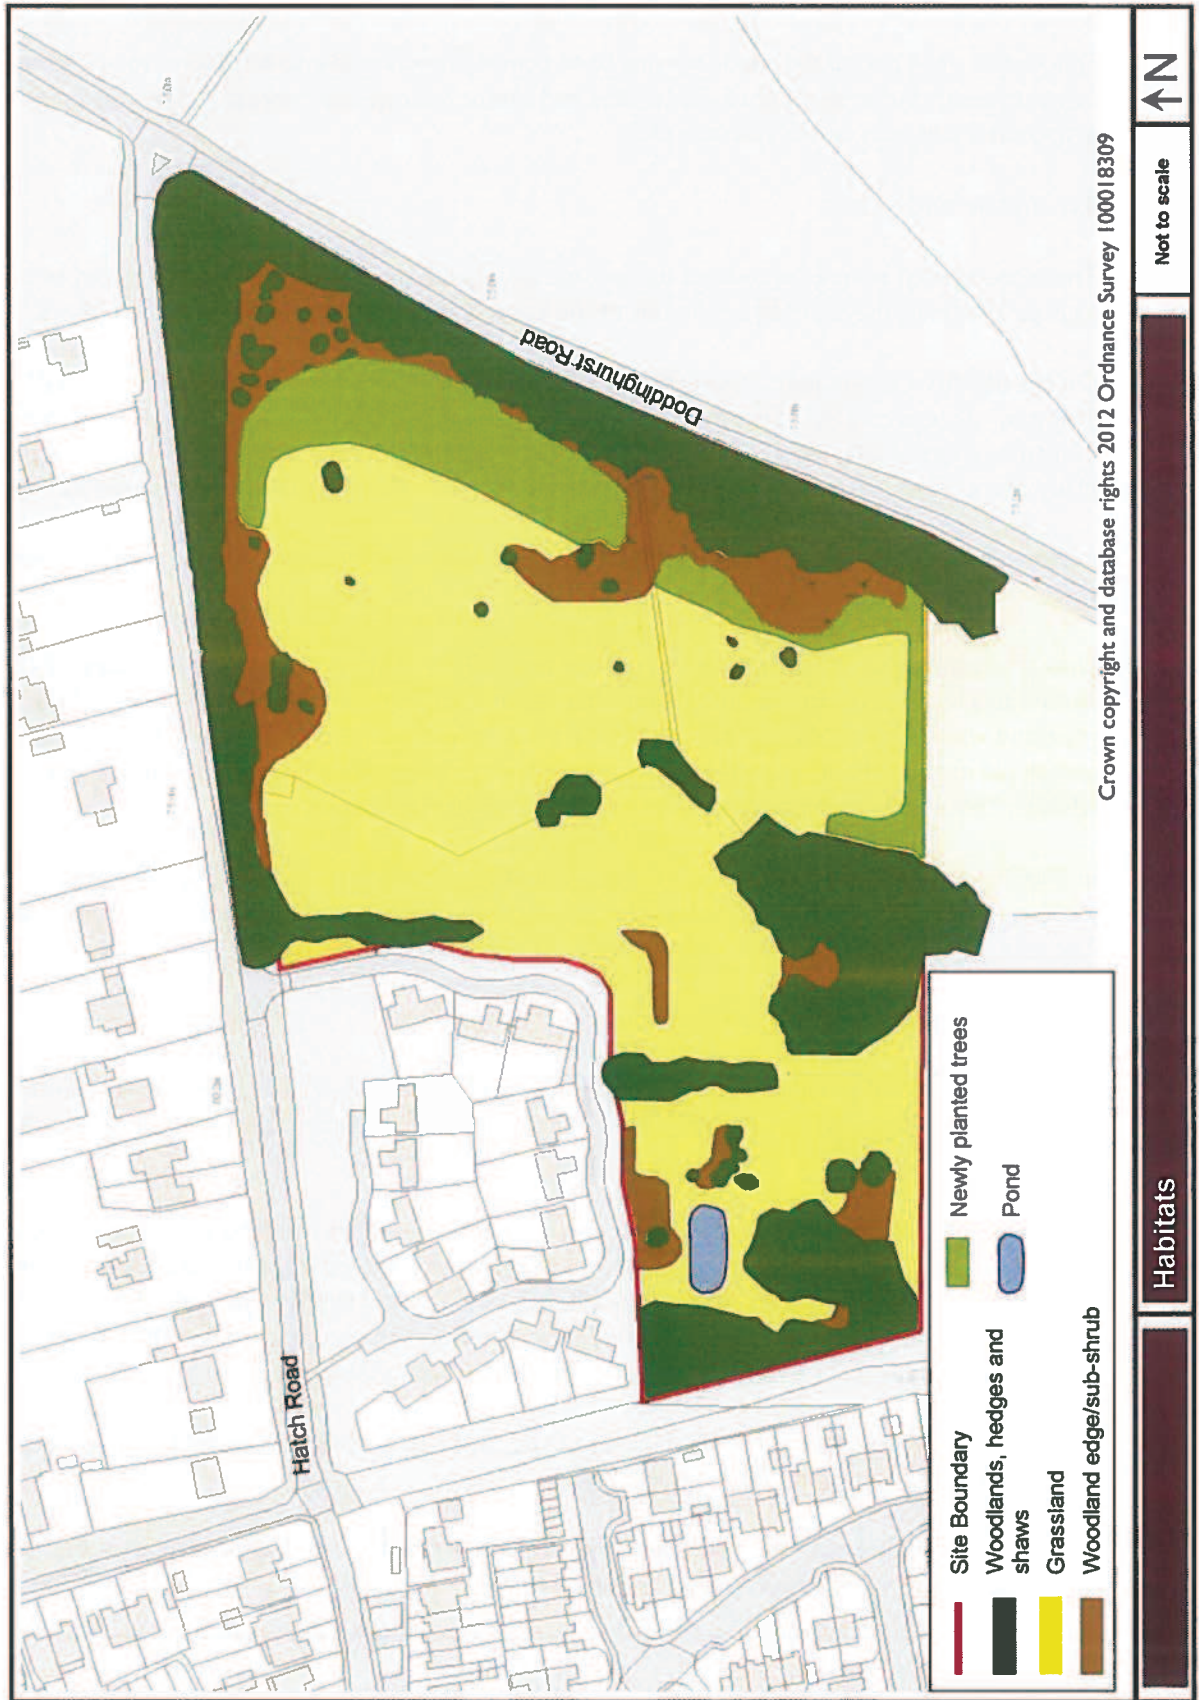 Hatch Road
Doddinghurst Road
Crown copyright and database rights 2012 Ordnance Survey 100018309
Site Boundary
Woodlands, hedges and
shaws
Grassland
Woodland edge/sub-shrub
Newly planted trees
Pond
Habitats
Not to scale
N